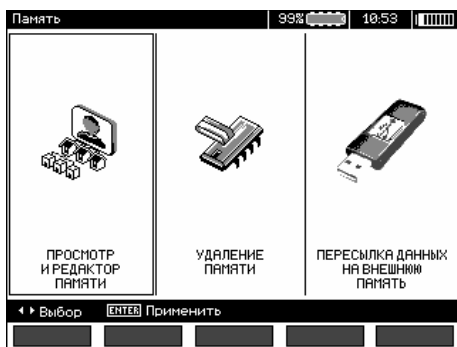 Память 99% 10:53
ПРОСМОТР
И РЕДАКТОР
ПАМЯТИ
УДАЛЕНИЕ
ПАМЯТИ
ПЕРЕСЫЛКА ДАННЫХ
НА ВНЕШНЮЮ
ПАМЯТЬ
Выбор ENTER Применить